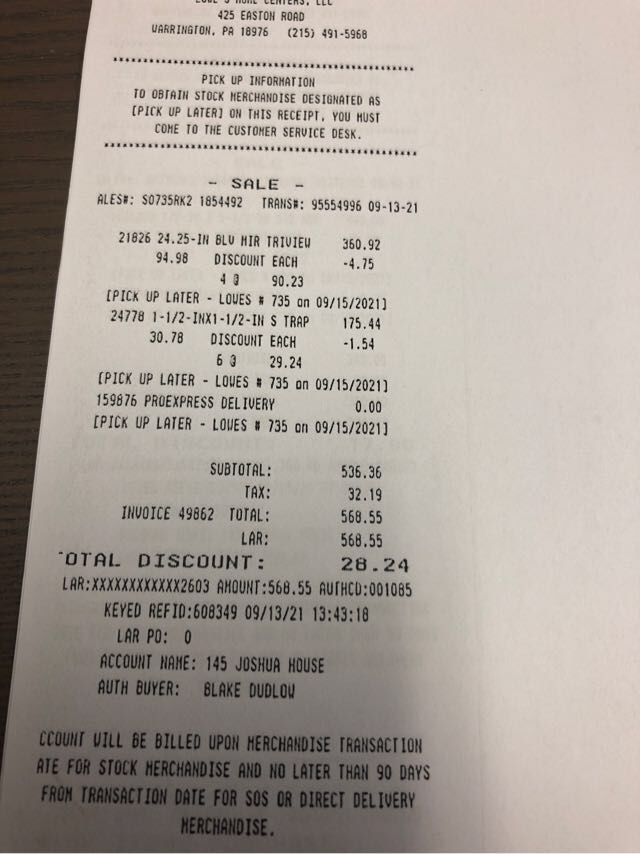 LOWE'S HOME CENTERS, LLC
425 EASTON ROAD
WARRINGTON, PA 18976 (215) 491-5968
PICK UP INFORMATION
TO OBTAIN STOCK MERCHANDISE DESIGNATED AS
[PICK UP LATER] ON THIS RECEIPT, YOU MUST
COME TO THE CUSTOMER SERVICE DESK.
- SALE -
ALES#: S0735RK2 1854492 TRANS#: 95554996 09-13-21
21826 24.25-IN BLV MIR TRIVIEW 360.92
94.98 DISCOUNT EACH -4.75
4 @ 90.23
[PICK UP LATER - LOWES # 735 on 09/15/2021]
24778 1-1/2-INX1-1/2-IN S TRAP 175.44
30.78 DISCOUNT EACH -1.54
6 @ 29.24
[PICK UP LATER - LOWES # 735 on 09/15/2021]
159876 PROEXPRESS DELIVERY 0.00
[PICK UP LATER - LOWES # 735 on 09/15/2021]
SUBTOTAL: 536.36
TAX: 32.19
INVOICE 49862 TOTAL: 568.55
LAR: 568.55
OTAL DISCOUNT: 28.24
LAR:XXXXXXXXXXXX2603 AMOUNT:568.55 AUTHCD:001085
KEYED REFID:608349 09/13/21 13:43:18
LAR PO: 0
ACCOUNT NAME: 145 JOSHUA HOUSE
AUTH BUYER: BLAKE DUDLOW
CCOUNT WILL BE BILLED UPON MERCHANDISE TRANSACTION
ATE FOR STOCK MERCHANDISE AND NO LATER THAN 90 DAYS
FROM TRANSACTION DATE FOR SOS OR DIRECT DELIVERY
MERCHANDISE.